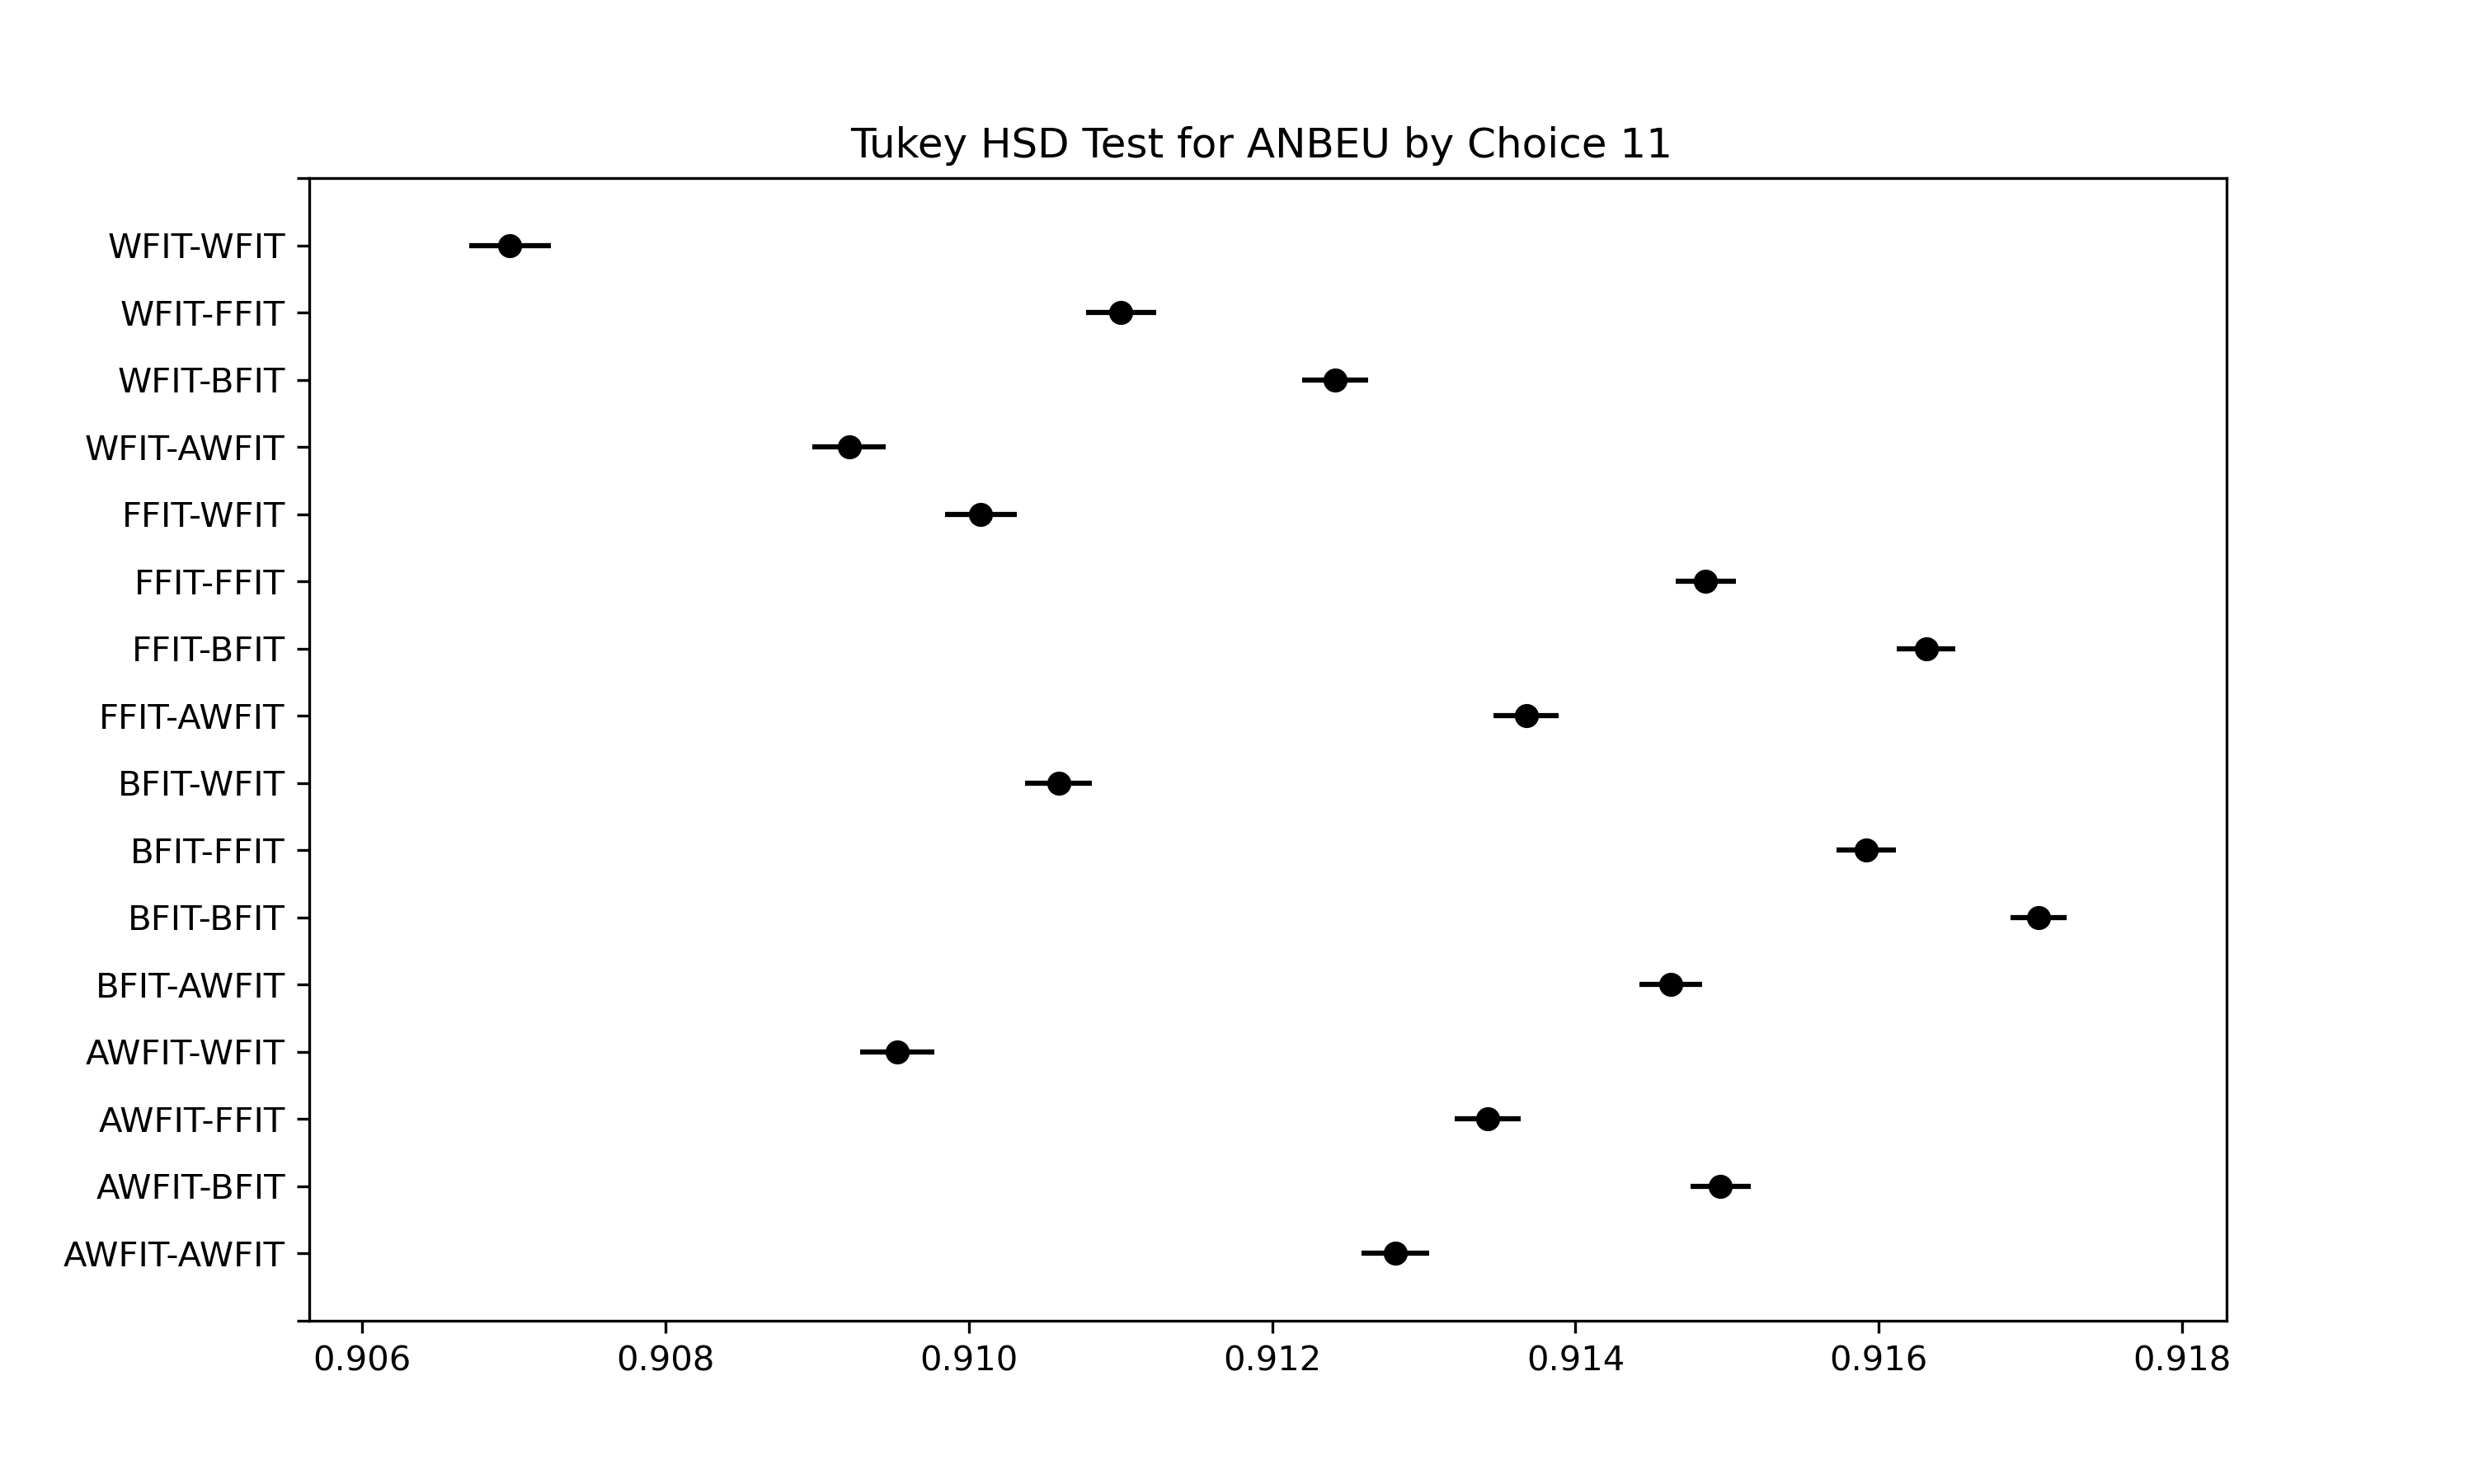 Tukey HSD Test for ANBEU by Choice 11
WFIT-WFIT
WFIT-FFIT
WFIT-BFIT
WFIT-AWFIT
FFIT-WFIT
FFIT-FFIT
FFIT-BFIT
FFIT-AWFIT
BFIT-WFIT
BFIT-FFIT
BFIT-BFIT
BFIT-AWFIT
AWFIT-WFIT
AWFIT-FFIT
AWFIT-BFIT
AWFIT-AWFIT
0.906 0.908 0.910 0.912 0.914 0.916 0.918